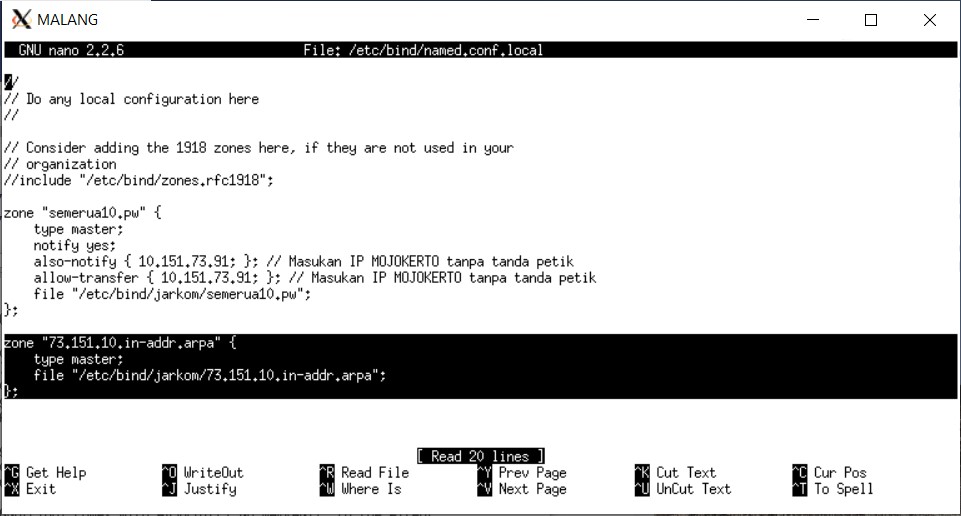 MALANG
GNU nano 2.2.6 File: /etc/bind/named.conf.local
//
// Do any local configuration here
//
// Consider adding the 1918 zones here, if they are not used in your
// organization
//include "/etc/bind/zones.rfc1918";
zone "semerua10.pw" {
    type master;
    notify yes;
    also-notify { 10.151.73.91; }; // Masukan IP MOJOKERTO tanpa tanda petik
    allow-transfer { 10.151.73.91; }; // Masukan IP MOJOKERTO tanpa tanda petik
    file "/etc/bind/jarkom/semerua10.pw";
};
zone "73.151.10.in-addr.arpa" {
    type master;
    file "/etc/bind/jarkom/73.151.10.in-addr.arpa";
};
[ Read 20 lines ]
^G Get Help ^O WriteOut ^R Read File ^Y Prev Page ^K Cut Text ^C Cur Pos
^X Exit ^J Justify ^W Where Is ^V Next Page ^U UnCut Text ^T To Spell